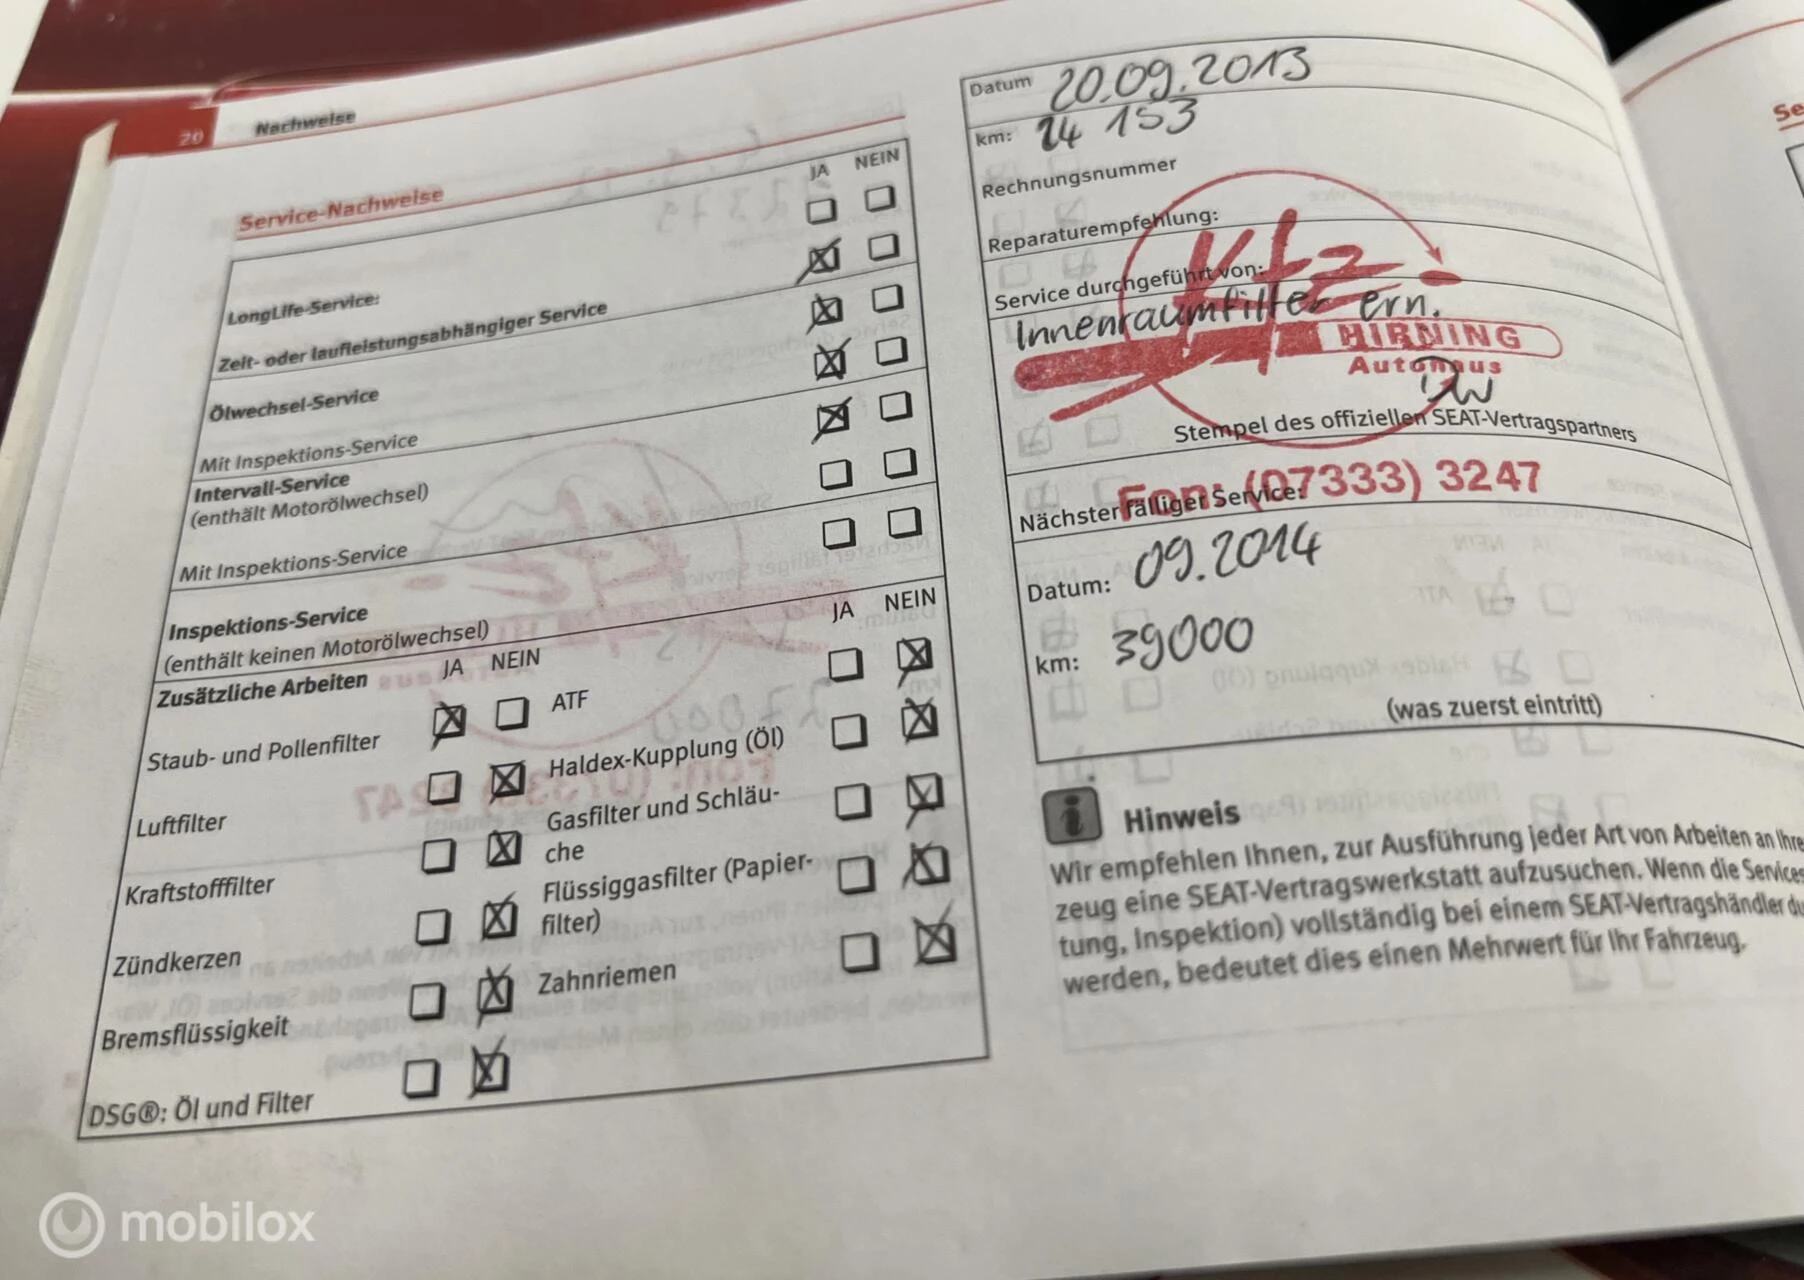 20 Nachweise
Service-Nachweise
JA NEIN
LongLife-Service:
Zeit- oder laufleistungsabhängiger Service
Ölwechsel-Service
Mit Inspektions-Service
Intervall-Service
(enthält Motorölwechsel)
Mit Inspektions-Service
Inspektions-Service
(enthält keinen Motorölwechsel)
Zusätzliche Arbeiten JA NEIN JA NEIN
Staub- und Pollenfilter ATF
Luftfilter Haldex-Kupplung (Öl)
Kraftstofffilter Gasfilter und Schläu-
che
Zündkerzen Flüssiggasfilter (Papier-
filter)
Bremsflüssigkeit Zahnriemen
DSG®: Öl und Filter
Datum 20.09.2013
km: 24 153
Rechnungsnummer
Reparaturempfehlung:
Service durchgeführt von:
Kfz
Innenraumfilter ern.
HIRNING
Autohaus
Stempel des offiziellen SEAT-Vertragspartners
Fon: (07333) 3247
Nächster fälliger Service:
Datum: 09.2014
km: 39000
(was zuerst eintritt)
i Hinweis
Wir empfehlen Ihnen, zur Ausführung jeder Art von Arbeiten an Ihre
zeug eine SEAT-Vertragswerkstatt aufzusuchen. Wenn die Services
tung, Inspektion) vollständig bei einem SEAT-Vertragshändler du
werden, bedeutet dies einen Mehrwert für Ihr Fahrzeug.
Se
mobilox